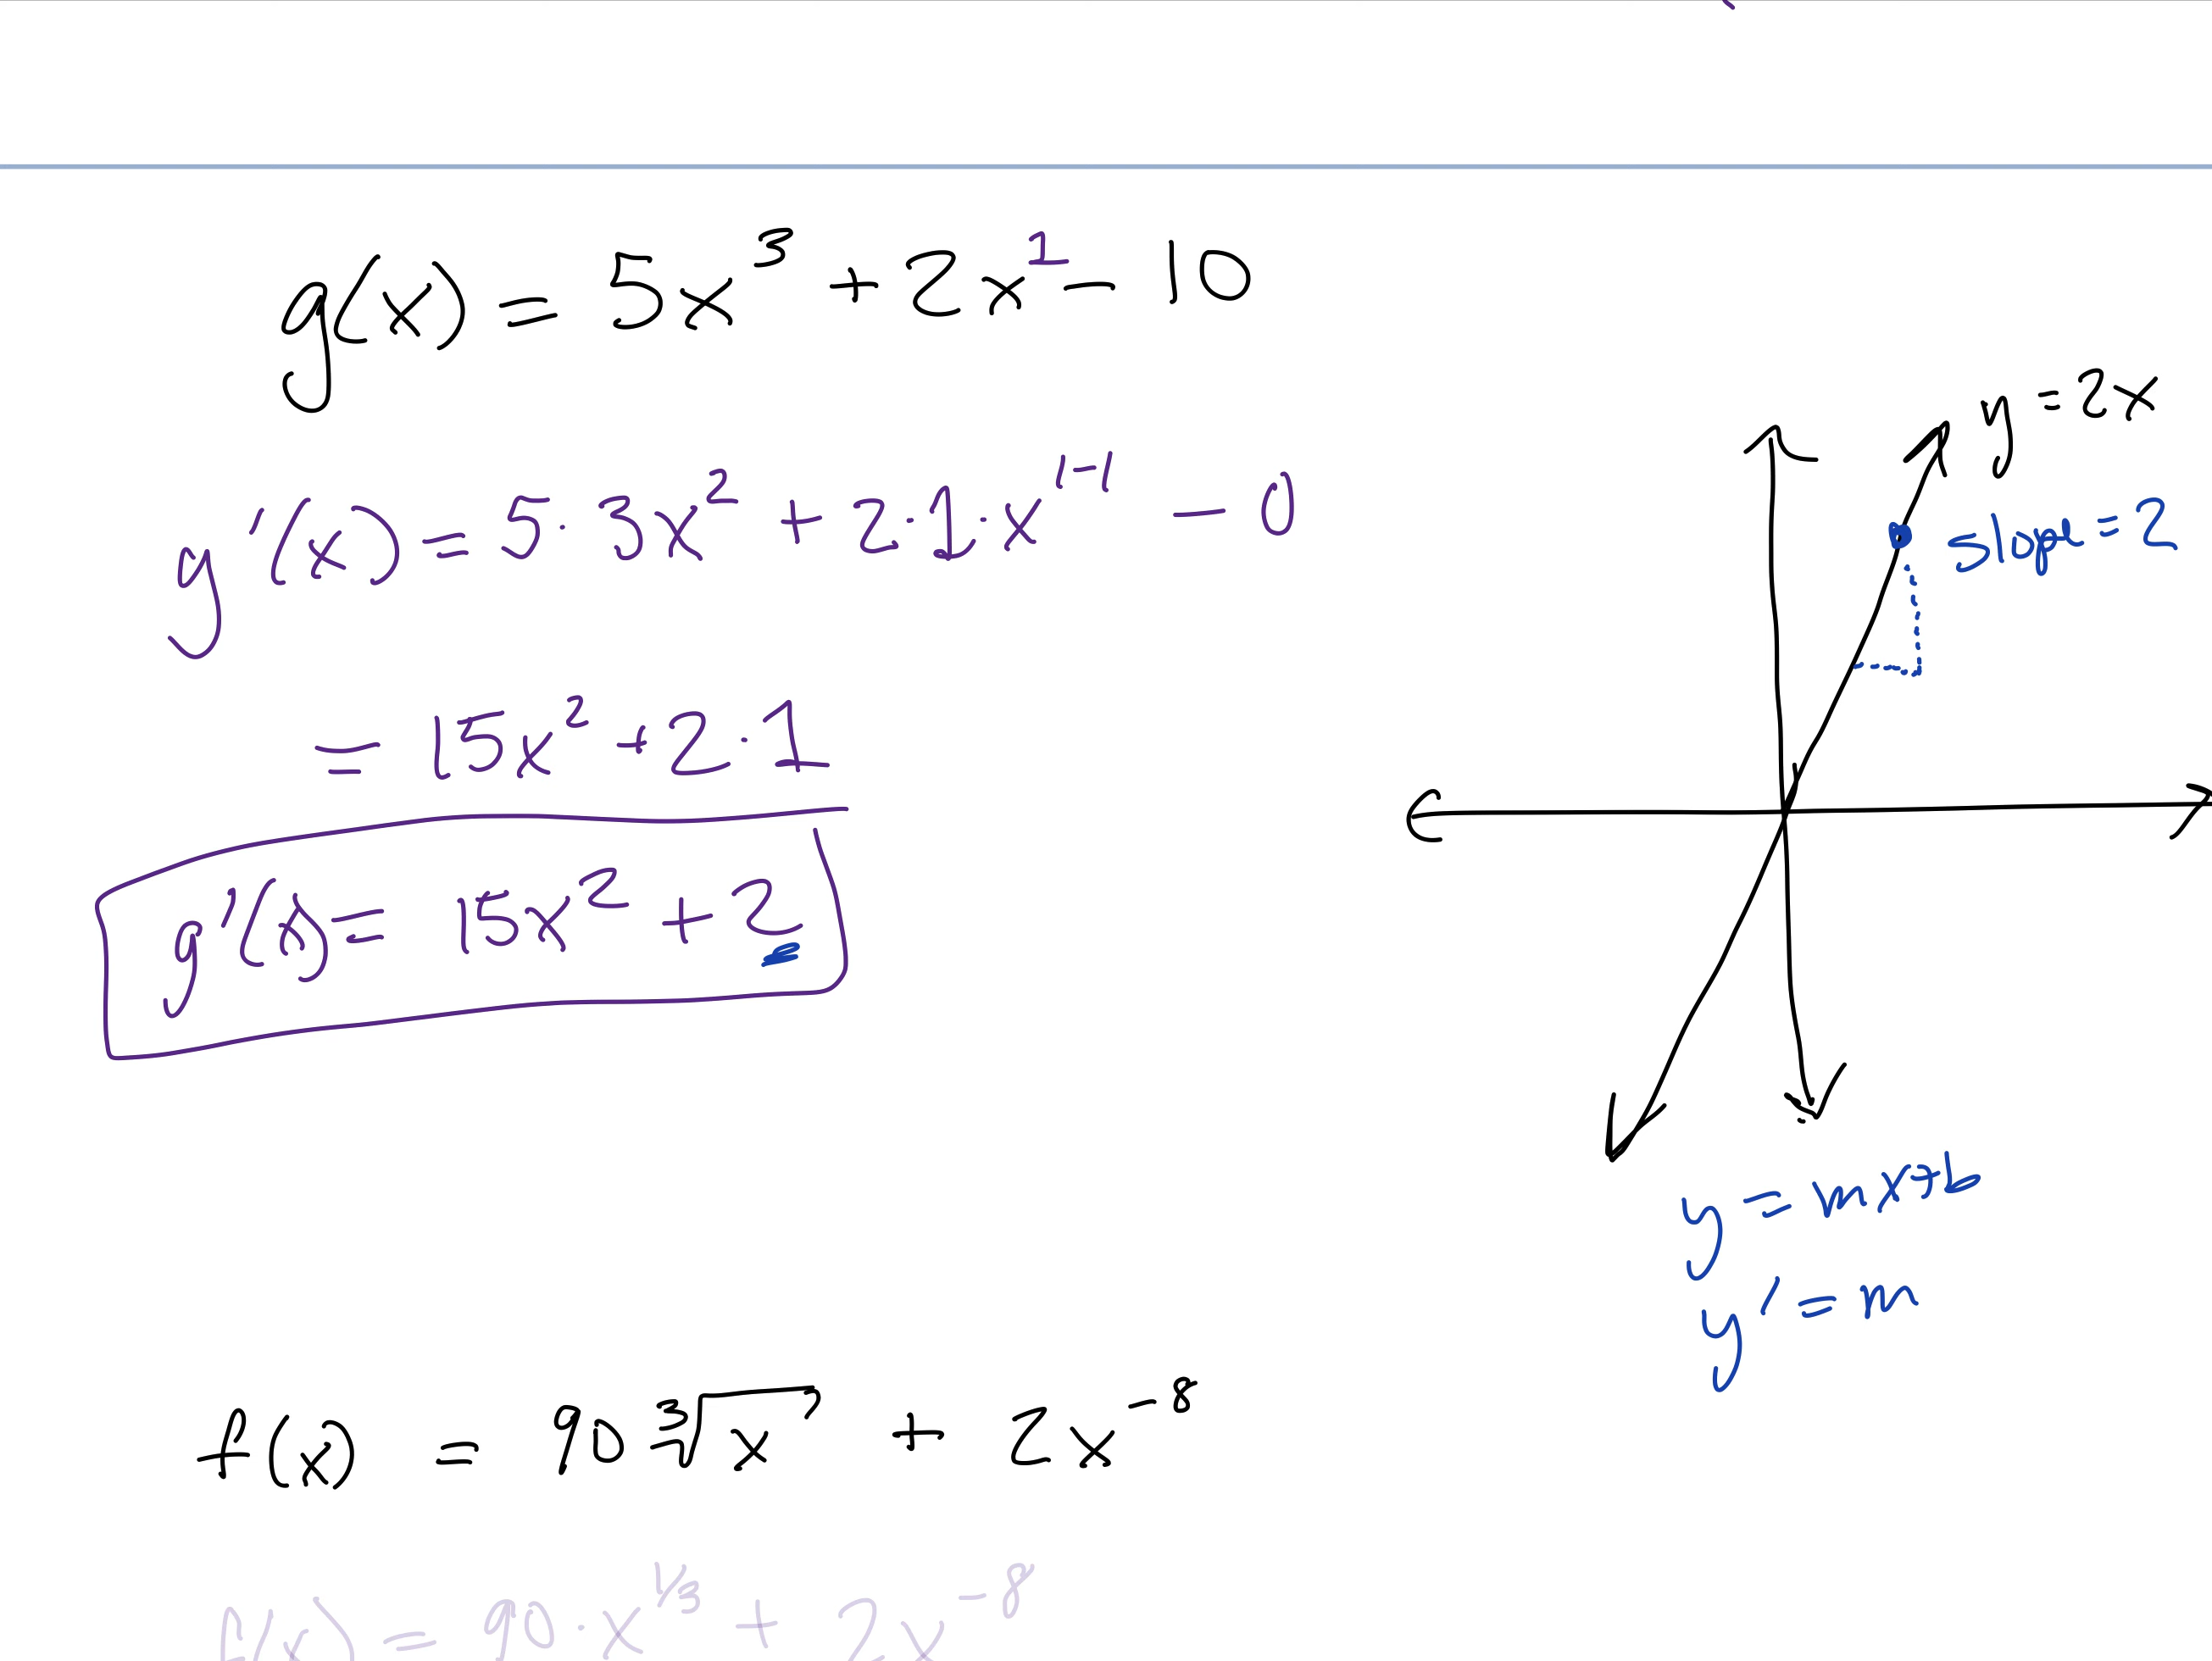 g(x) = 5x³ + 2x¹ - 10
g'(x) = 5 · 3x² + 2 · 1 · x¹⁻¹ - 0
= 15x² + 2 · 1
g'(x) = 15x² + 2
y = 2x
slope = 2
y = mx+b
y' = m
f(x) = 90 ∛x + 2x⁻⁸
f(x) = 90 · x^{1/3} + 2x⁻⁸